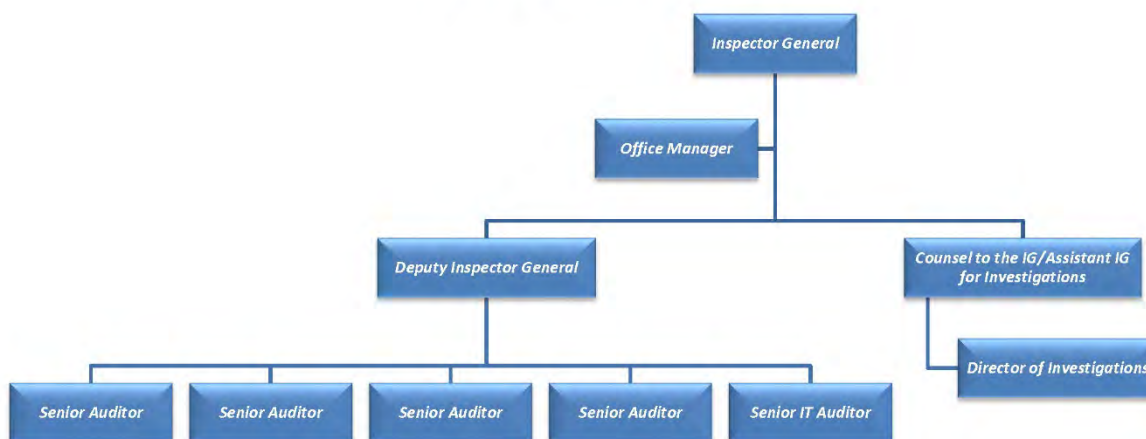 Inspector General
Office Manager
Deputy Inspector General
Counsel to the IG/Assistant IG
for Investigations
Director of Investigations
Senior Auditor
Senior Auditor
Senior Auditor
Senior Auditor
Senior IT Auditor